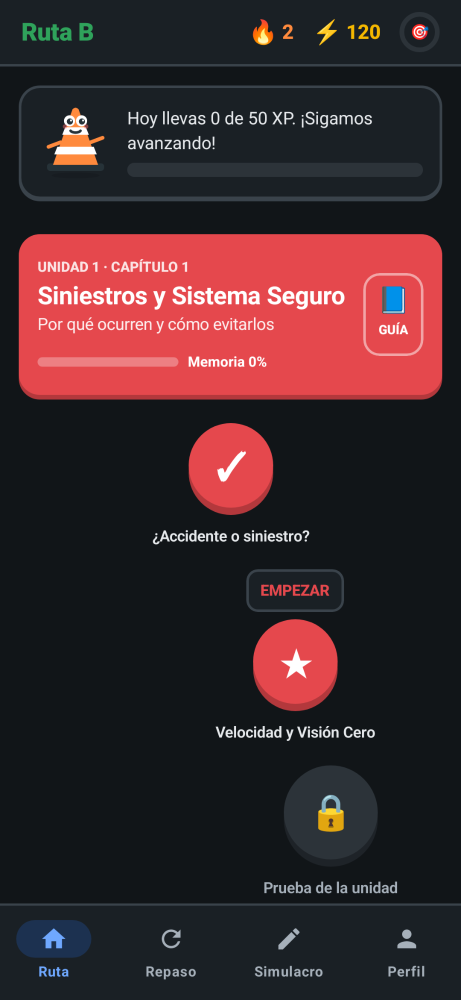 Ruta B
2
120
Hoy llevas 0 de 50 XP. ¡Sigamos
avanzando!
UNIDAD 1 · CAPÍTULO 1
Siniestros y Sistema Seguro
Por qué ocurren y cómo evitarlos
GUÍA
Memoria 0%
¿Accidente o siniestro?
EMPEZAR
Velocidad y Visión Cero
Prueba de la unidad
Ruta
Repaso
Simulacro
Perfil